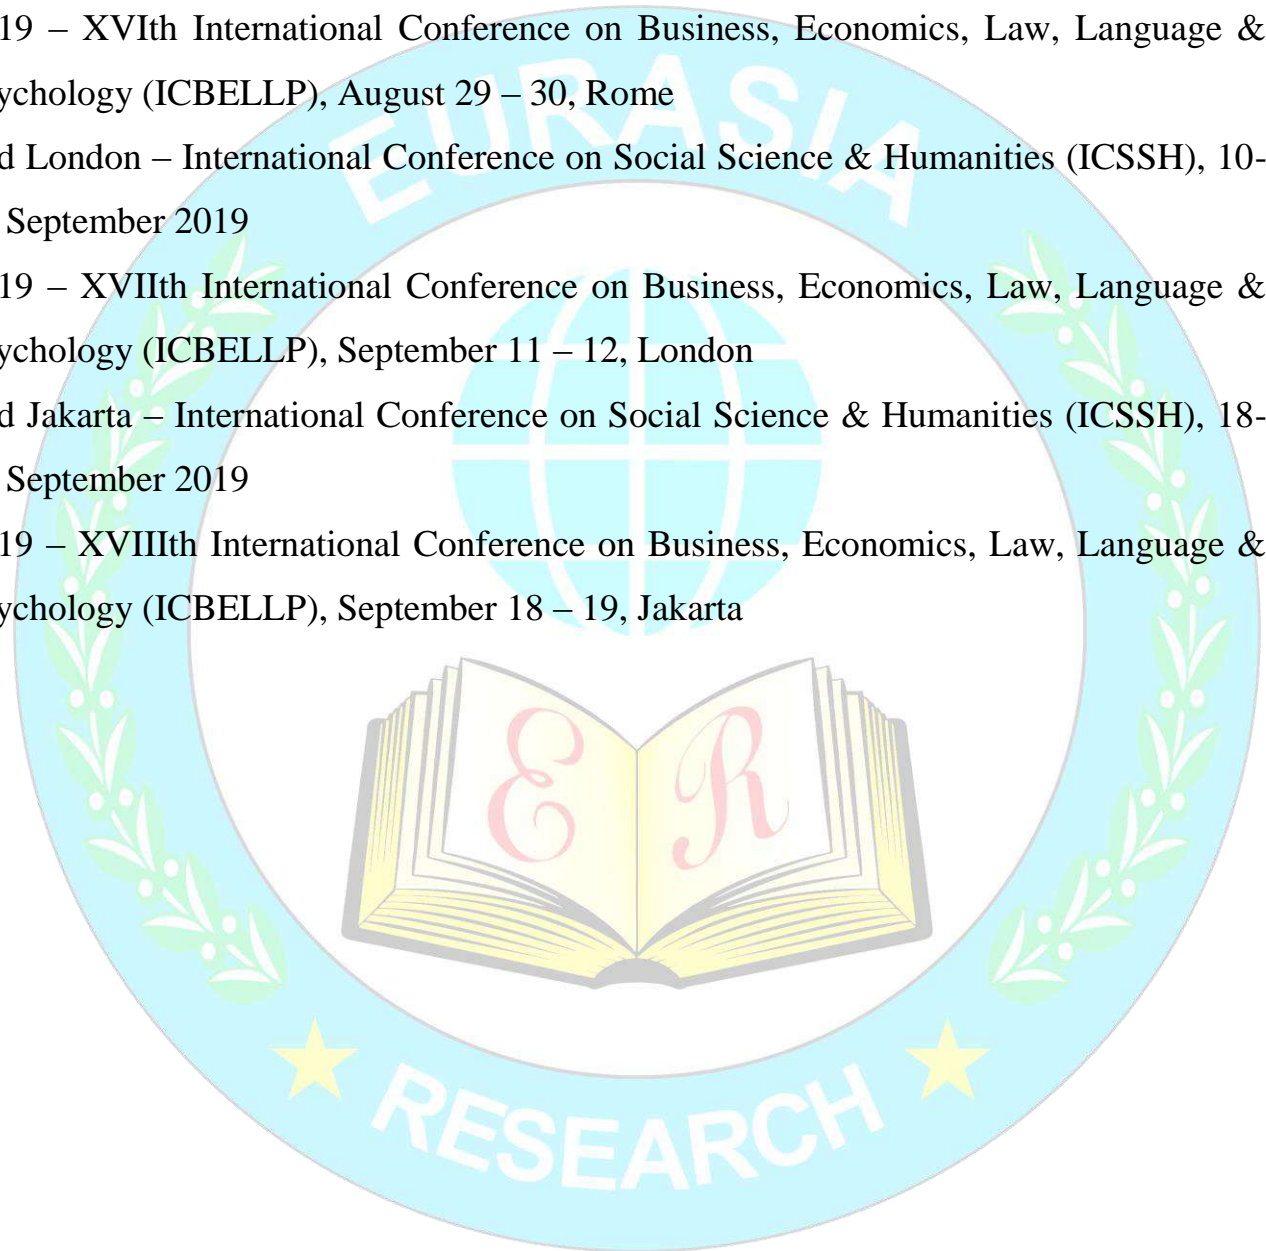 19 – XVIth International Conference on Business, Economics, Law, Language &
ychology (ICBELLP), August 29 – 30, Rome
d London – International Conference on Social Science & Humanities (ICSSH), 10-
September 2019
19 – XVIIth International Conference on Business, Economics, Law, Language &
ychology (ICBELLP), September 11 – 12, London
d Jakarta – International Conference on Social Science & Humanities (ICSSH), 18-
September 2019
19 – XVIIIth International Conference on Business, Economics, Law, Language &
ychology (ICBELLP), September 18 – 19, Jakarta
EURASIA
E R
RESEARCH